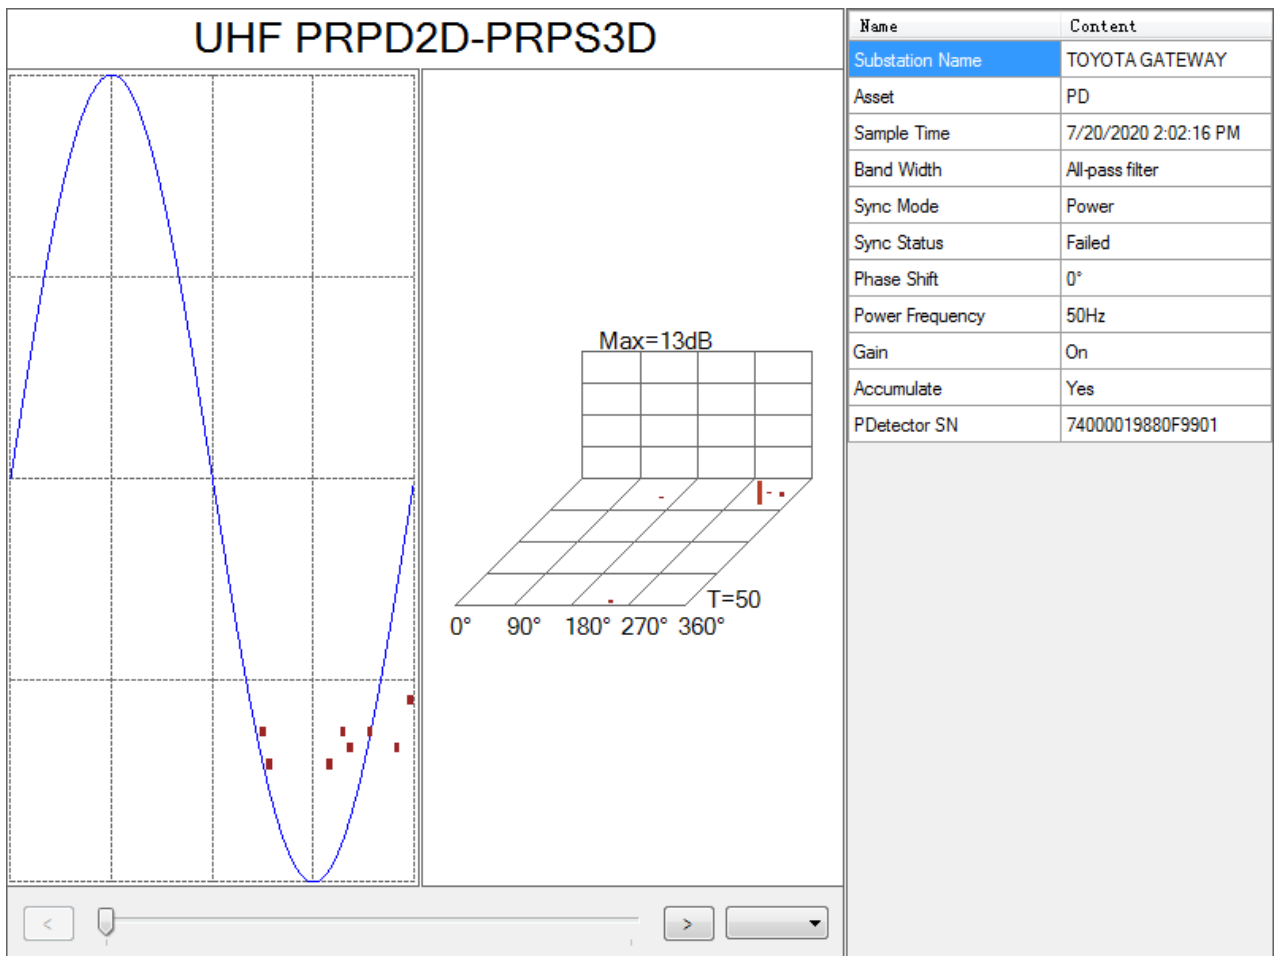 UHF PRPD2D-PRPS3D
Max=13dB
T=50
0° 90° 180° 270° 360°
<
>
Name Content
Substation Name TOYOTA GATEWAY
Asset PD
Sample Time 7/20/2020 2:02:16 PM
Band Width All-pass filter
Sync Mode Power
Sync Status Failed
Phase Shift 0°
Power Frequency 50Hz
Gain On
Accumulate Yes
PDetector SN 74000019880F9901